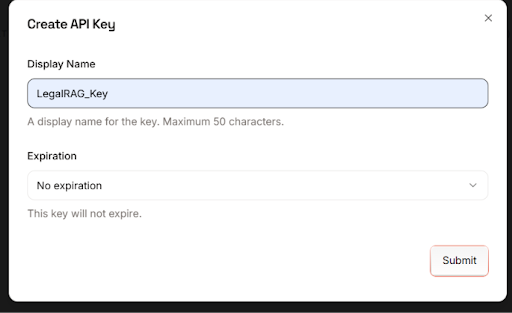 Create API Key
Display Name
LegalRAG_Key
A display name for the key. Maximum 50 characters.
Expiration
No expiration
This key will not expire.
Submit